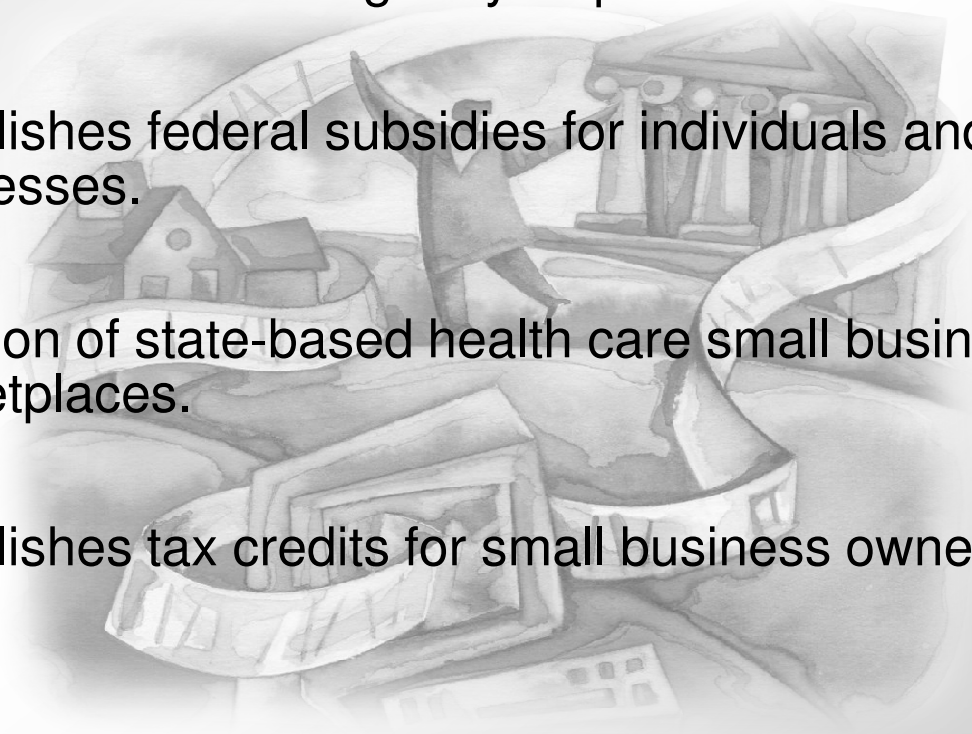 lishes federal subsidies for individuals and
esses.
on of state-based health care small busin
etplaces.
lishes tax credits for small business owne